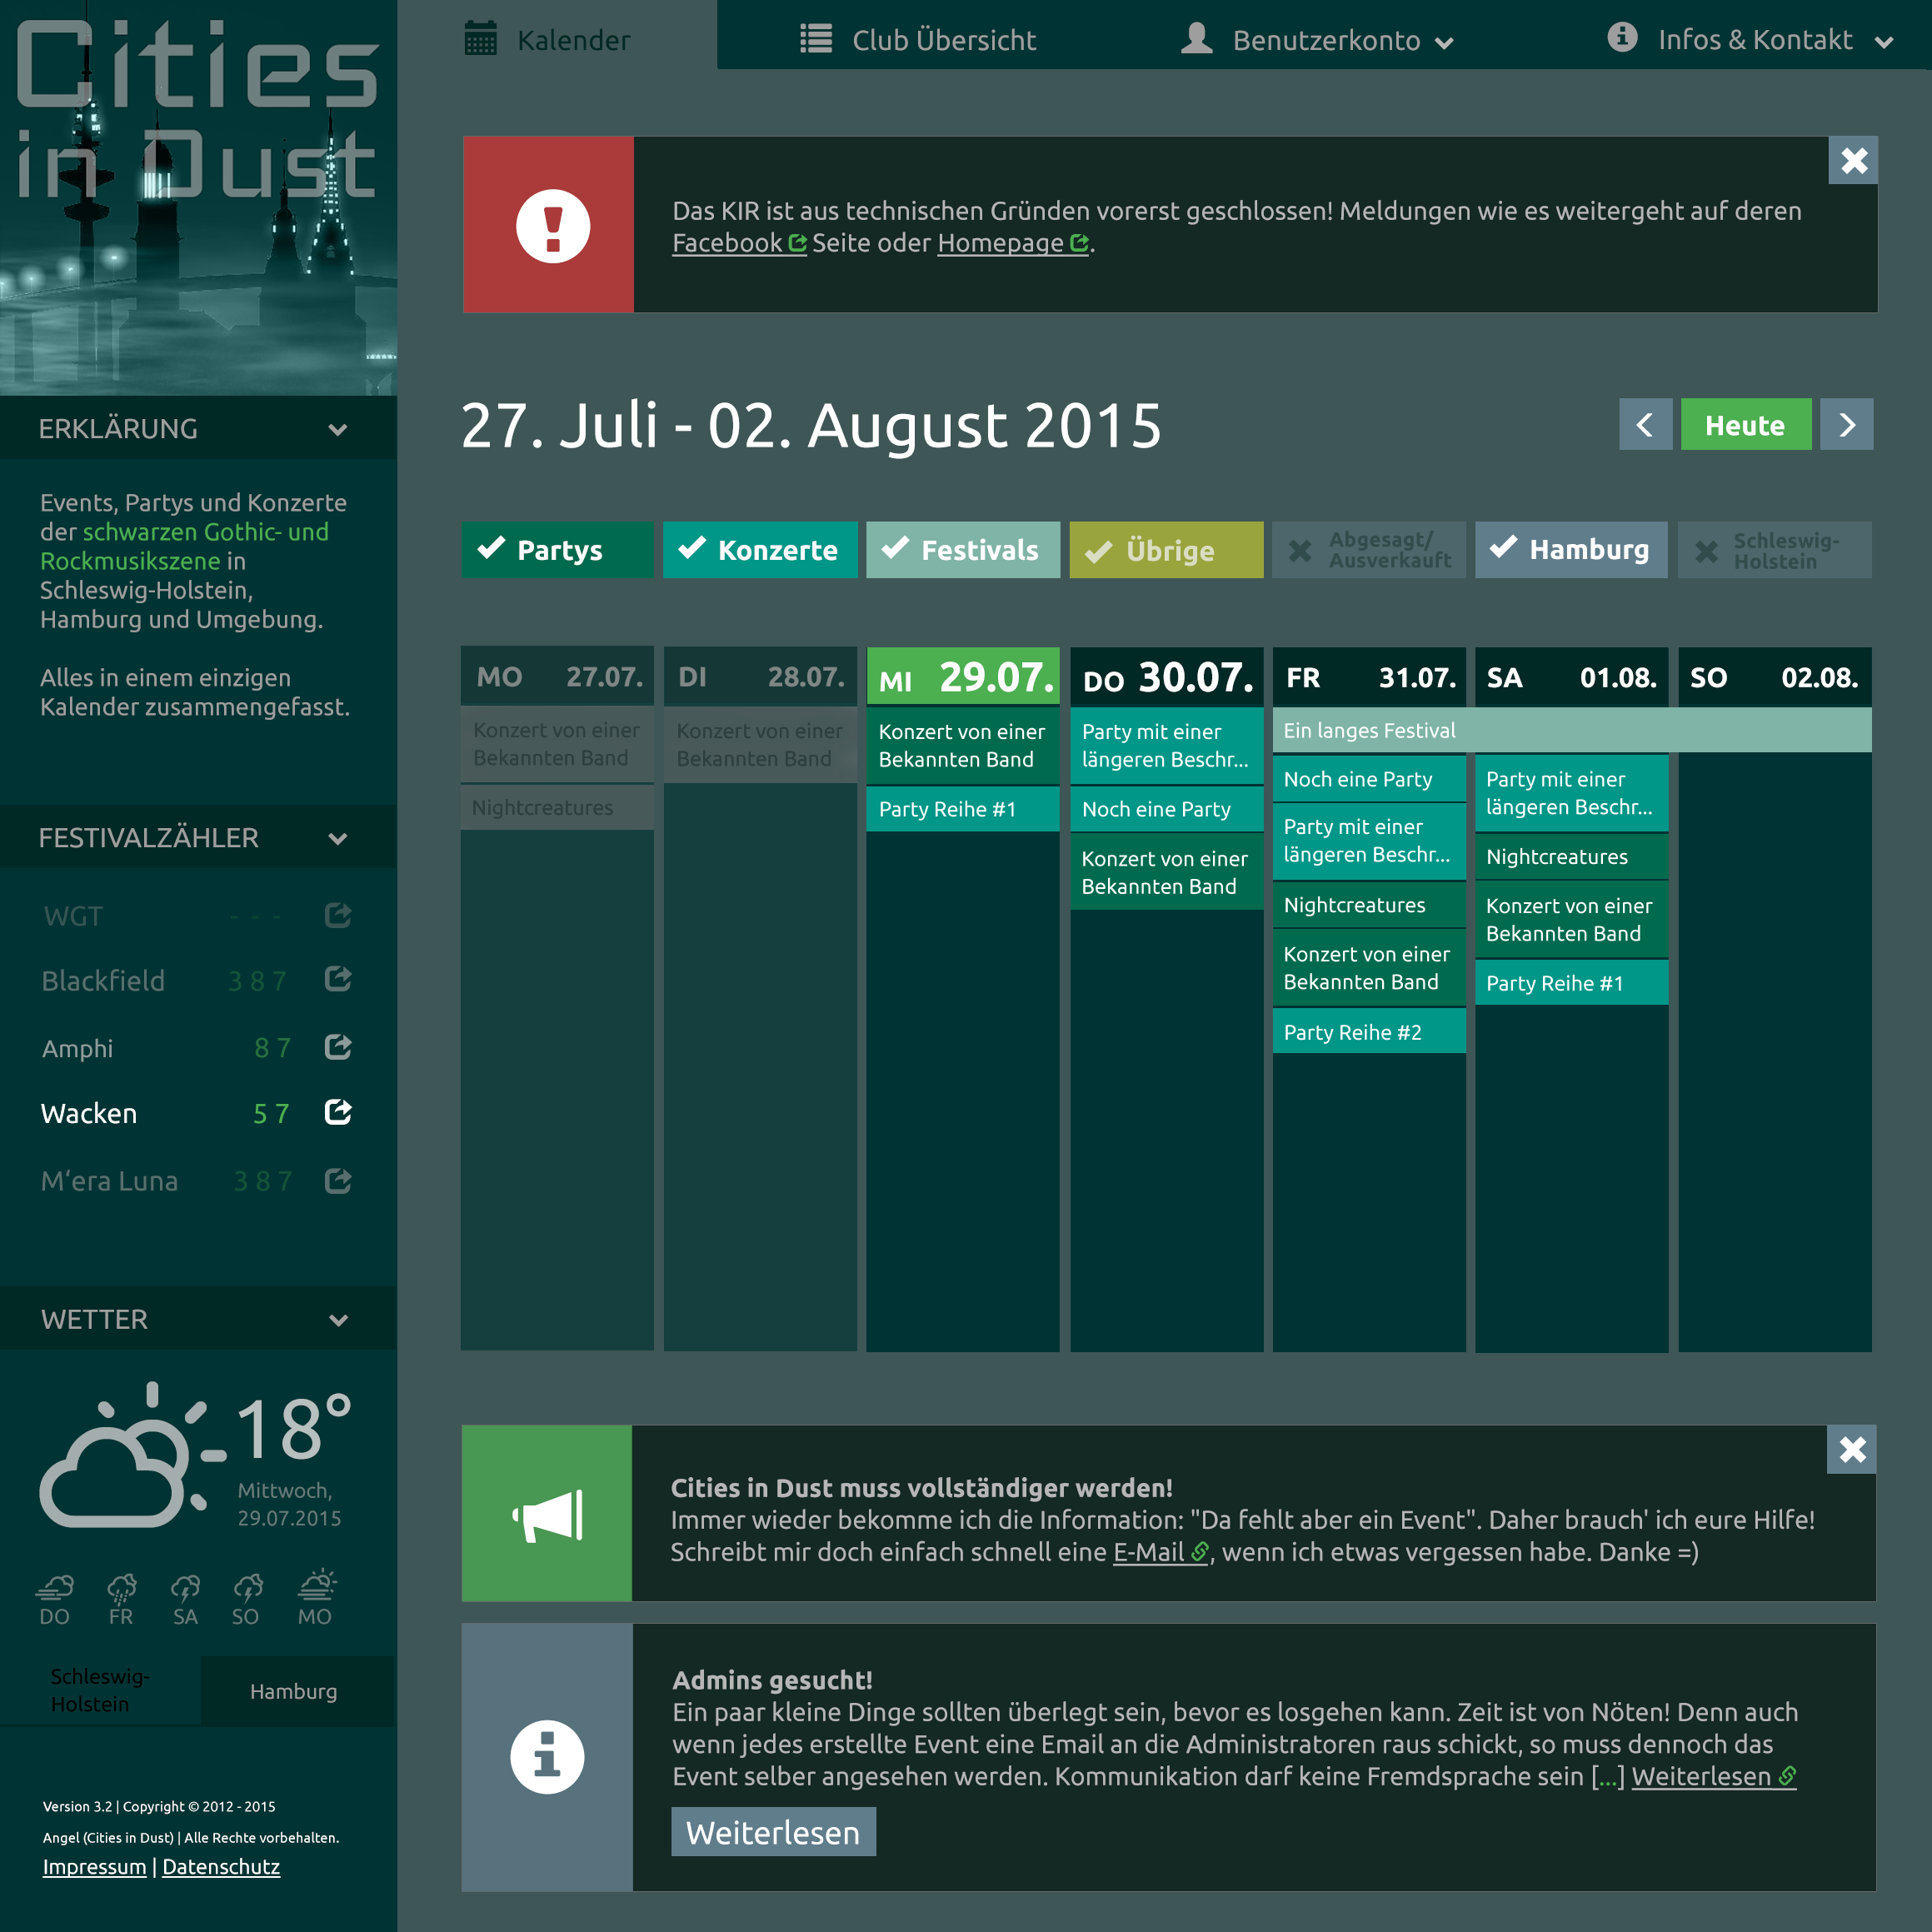 Cities
in Dust
Kalender
Club Übersicht
Benutzerkonto
Infos & Kontakt
Das KIR ist aus technischen Gründen vorerst geschlossen! Meldungen wie es weitergeht auf deren
Facebook Seite oder Homepage.
27. Juli - 02. August 2015
Heute
Partys
Konzerte
Festivals
Übrige
Abgesagt/
Ausverkauft
Hamburg
Schleswig-
Holstein
MO 27.07.
Konzert von einer
Bekannten Band
Nightcreatures
DI 28.07.
Konzert von einer
Bekannten Band
MI 29.07.
Konzert von einer
Bekannten Band
Party Reihe #1
DO 30.07.
Party mit einer
längeren Beschr...
Noch eine Party
Konzert von einer
Bekannten Band
FR 31.07.
SA 01.08.
SO 02.08.
Ein langes Festival
Noch eine Party
Party mit einer
längeren Beschr...
Nightcreatures
Konzert von einer
Bekannten Band
Party Reihe #2
Party mit einer
längeren Beschr...
Nightcreatures
Konzert von einer
Bekannten Band
Party Reihe #1
Cities in Dust muss vollständiger werden!
Immer wieder bekomme ich die Information: "Da fehlt aber ein Event". Daher brauch' ich eure Hilfe!
Schreibt mir doch einfach schnell eine E-Mail , wenn ich etwas vergessen habe. Danke =)
Admins gesucht!
Ein paar kleine Dinge sollten überlegt sein, bevor es losgehen kann. Zeit ist von Nöten! Denn auch
wenn jedes erstellte Event eine Email an die Administratoren raus schickt, so muss dennoch das
Event selber angesehen werden. Kommunikation darf keine Fremdsprache sein [...] Weiterlesen
Weiterlesen
ERKLÄRUNG
Events, Partys und Konzerte
der schwarzen Gothic- und
Rockmusikszene in
Schleswig-Holstein,
Hamburg und Umgebung.
Alles in einem einzigen
Kalender zusammengefasst.
FESTIVALZÄHLER
WGT - - -
Blackfield 387
Amphi 87
Wacken 57
M‘era Luna 387
WETTER
18°
Mittwoch,
29.07.2015
DO FR SA SO MO
Schleswig-
Holstein
Hamburg
Version 3.2 | Copyright © 2012 - 2015
Angel (Cities in Dust) | Alle Rechte vorbehalten.
Impressum | Datenschutz